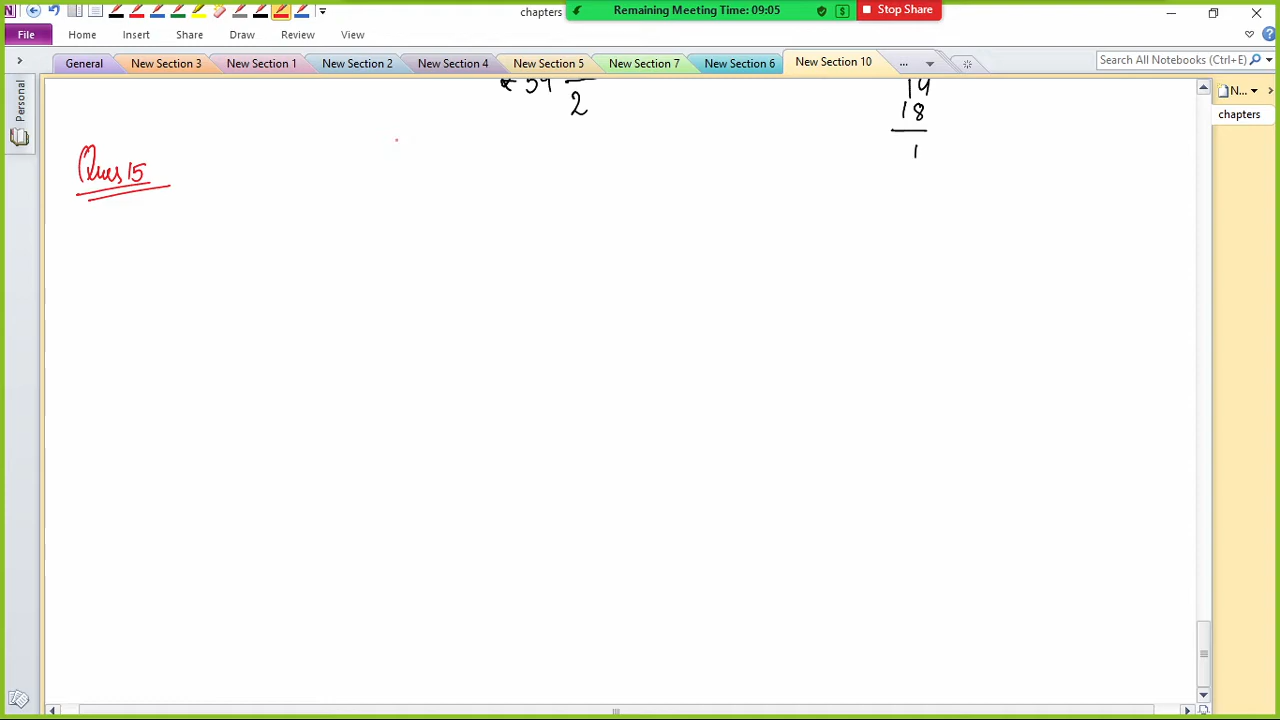 chapters
Remaining Meeting Time: 09:05
Stop Share
File Home Insert Share Draw Review View
General New Section 3 New Section 1 New Section 2 New Section 4 New Section 5 New Section 7 New Section 6 New Section 10 ... Search All Notebooks (Ctrl+E)
Personal
N...
chapters
2
18
1
Ques 15